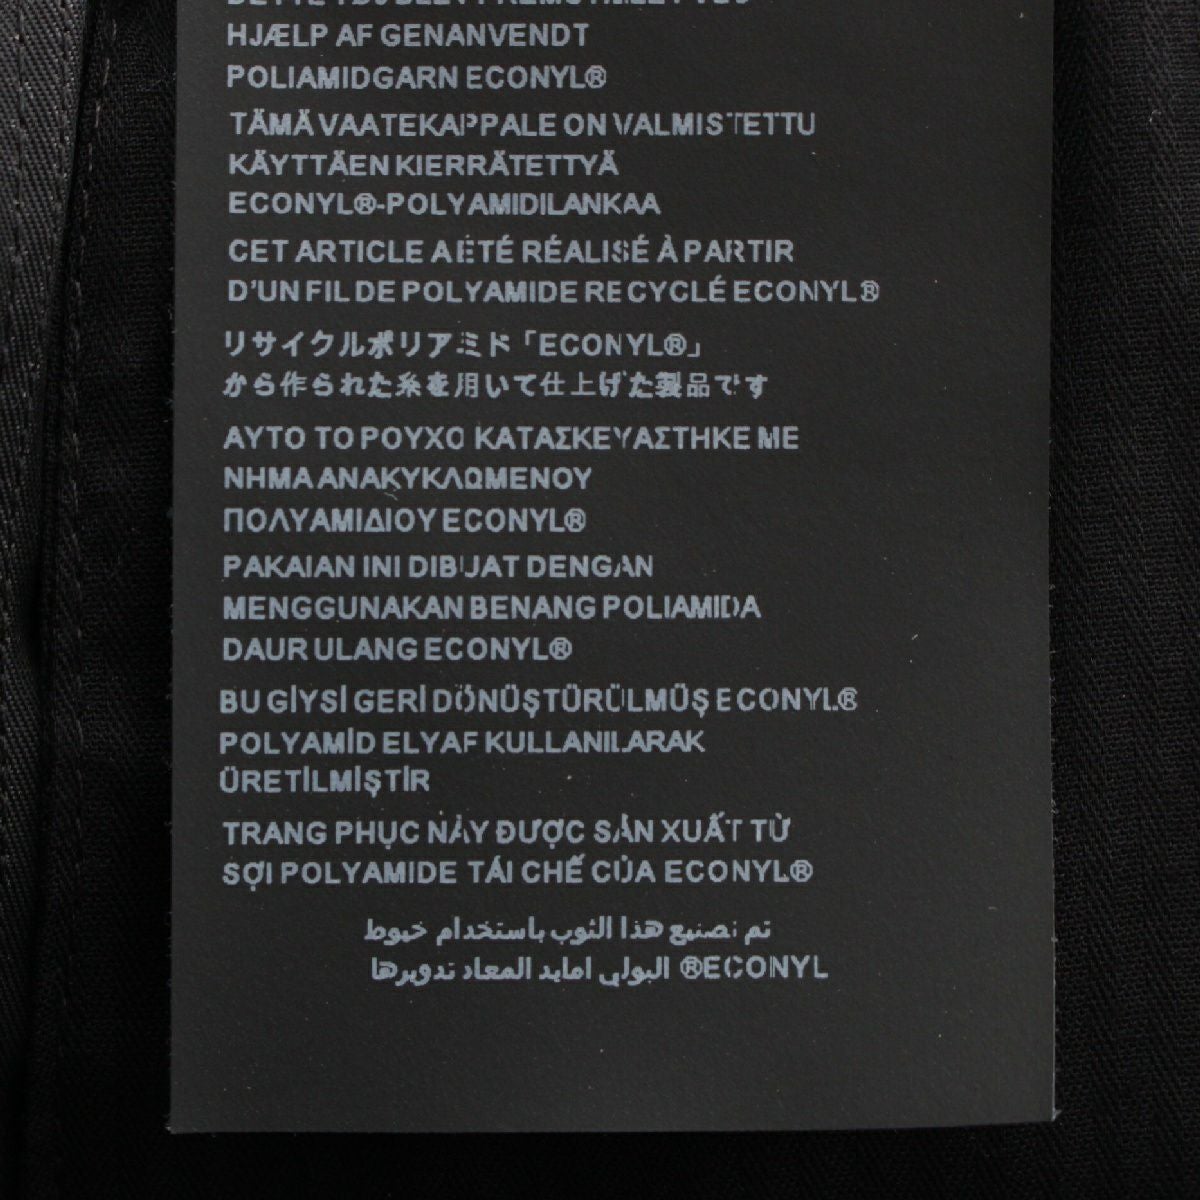 HJÆLP AF GENANVENDT
POLIAMIDGARN ECONYL®
TÄMÄ VAATEKAPPALE ON VALMISTETTU
KÄYTTÄEN KIERRÄTETTYÄ
ECONYL®-POLYAMIDILANKAA
CET ARTICLE A ÉTÉ RÉALISÉ À PARTIR
D'UN FIL DE POLYAMIDE RECYCLÉ ECONYL®
リサイクルポリアミド「ECONYL®」
から作られた糸を用いて仕上げた製品です
ΑΥΤΟ ΤΟ ΡΟΥΧΟ ΚΑΤΑΣΚΕΥΑΣΤΗΚΕ ΜΕ
ΝΗΜΑ ΑΝΑΚΥΚΛΩΜΕΝΟΥ
ΠΟΛΥΑΜΙΔΙΟΥ ECONYL®
PAKAIAN INI DIBUAT DENGAN
MENGGUNAKAN BENANG POLIAMIDA
DAUR ULANG ECONYL®
BU GİYSİ GERİ DÖNÜŞTÜRÜLMÜŞ ECONYL®
POLYAMİD ELYAF KULLANILARAK
ÜRETİLMİŞTİR
TRANG PHỤC NÀY ĐƯỢC SẢN XUẤT TỪ
SỢI POLYAMIDE TÁI CHẾ CỦA ECONYL®
تم تصنيع هذا الثوب باستخدام خيوط
ECONYL® البولي امايد المعاد تدويرها